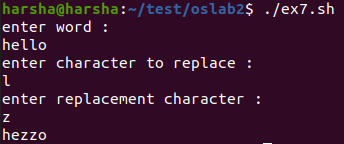 harsha@harsha:~/test/oslab2$ ./ex7.sh
enter word :
hello
enter character to replace :
l
enter replacement character :
z
hezzo